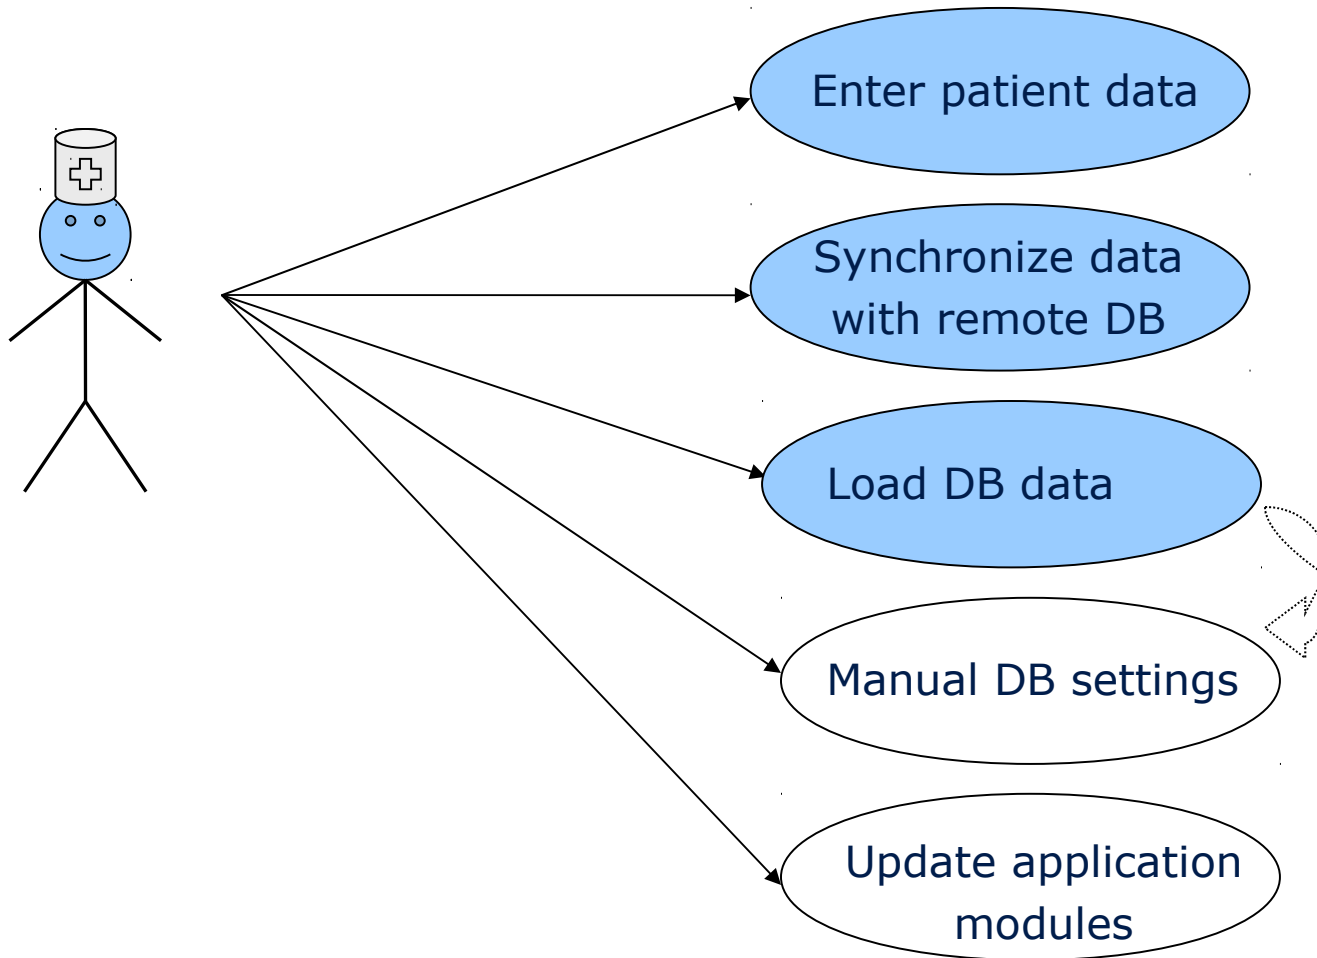 Enter patient data
Synchronize data
with remote DB
Load DB data
Manual DB settings
Update application
modules